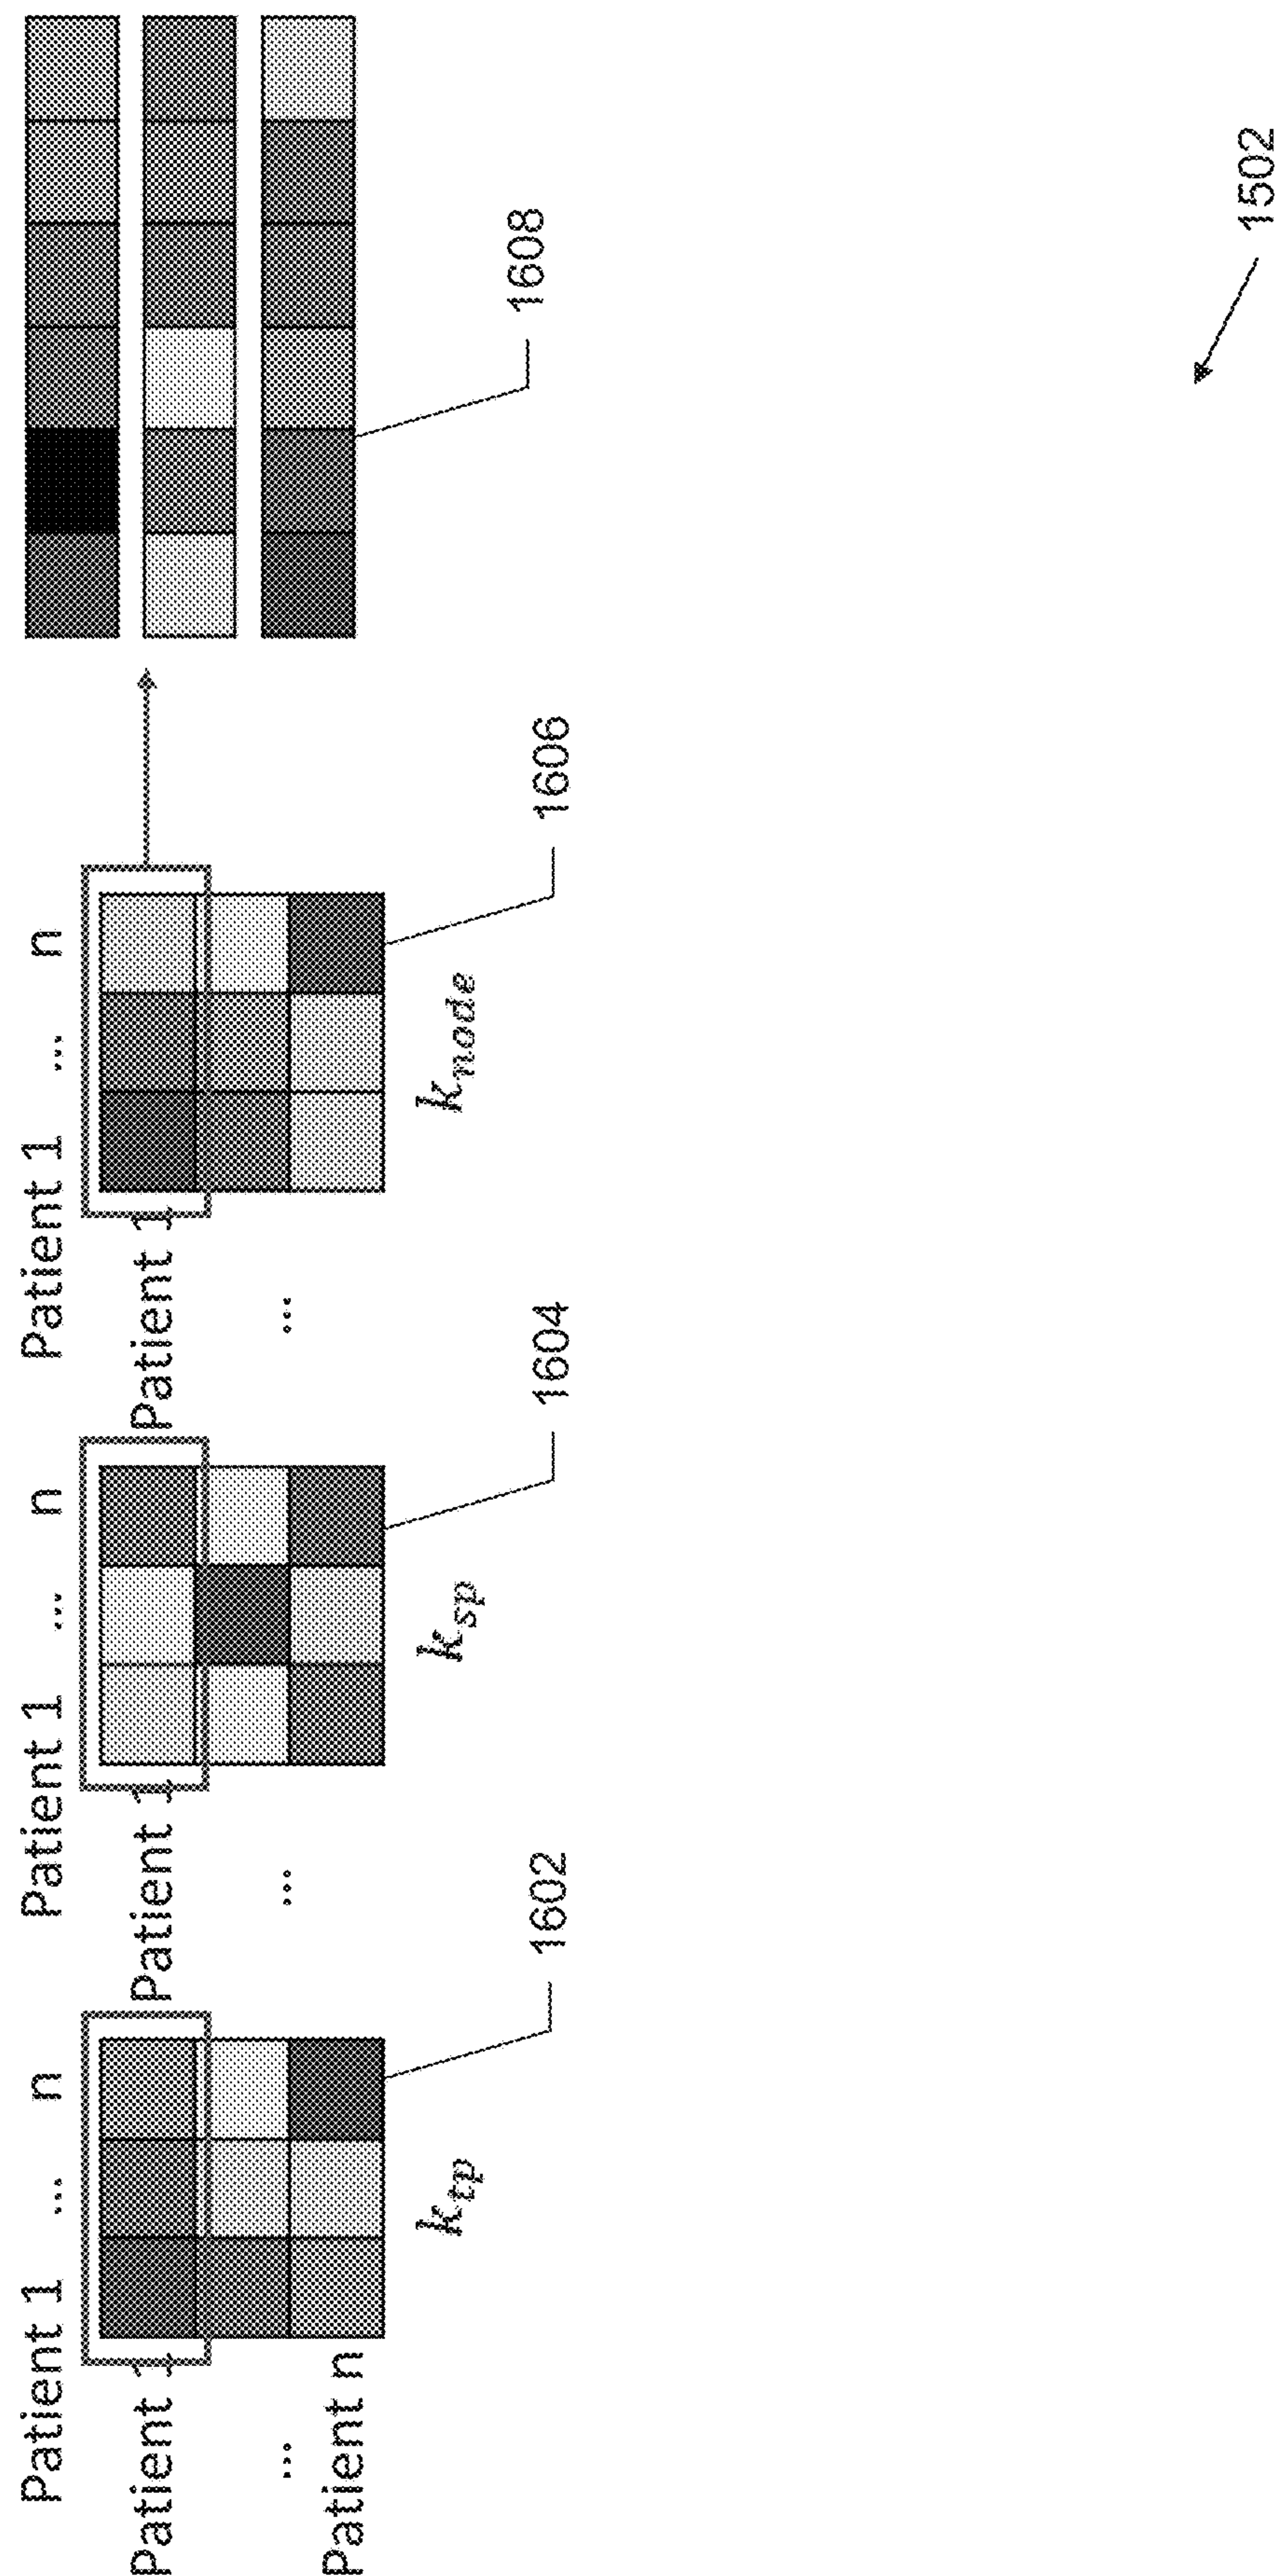 Patient 1 ... n
Patient 1
...
Patient n
k_tp
1602
Patient 1 ... n
Patient 1
...
k_sp
1604
Patient 1 ... n
Patient 1
...
k_node
1606
1608
1502